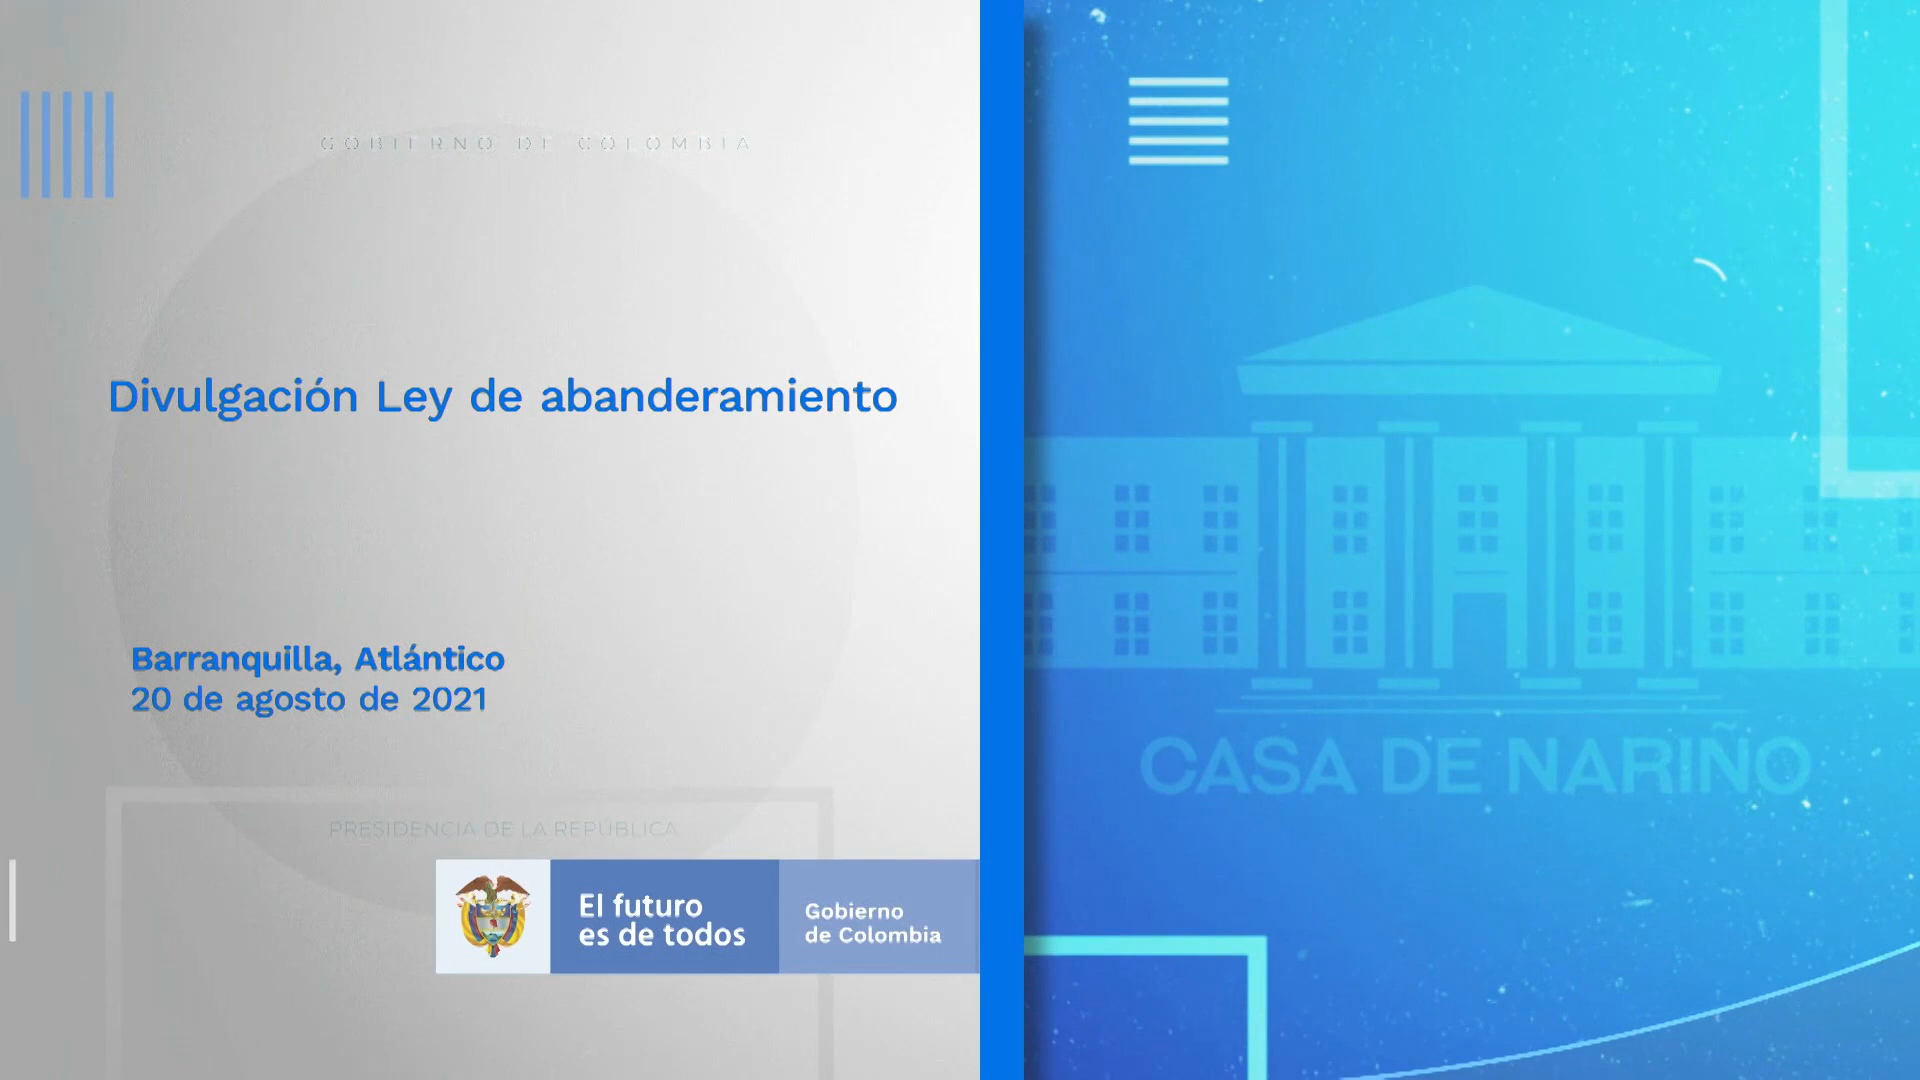 GOBIERNO DE COLOMBIA
Divulgación Ley de abanderamiento
Barranquilla, Atlántico
20 de agosto de 2021
PRESIDENCIA DE LA REPÚBLICA
El futuro
es de todos
Gobierno
de Colombia
CASA DE NARIÑO